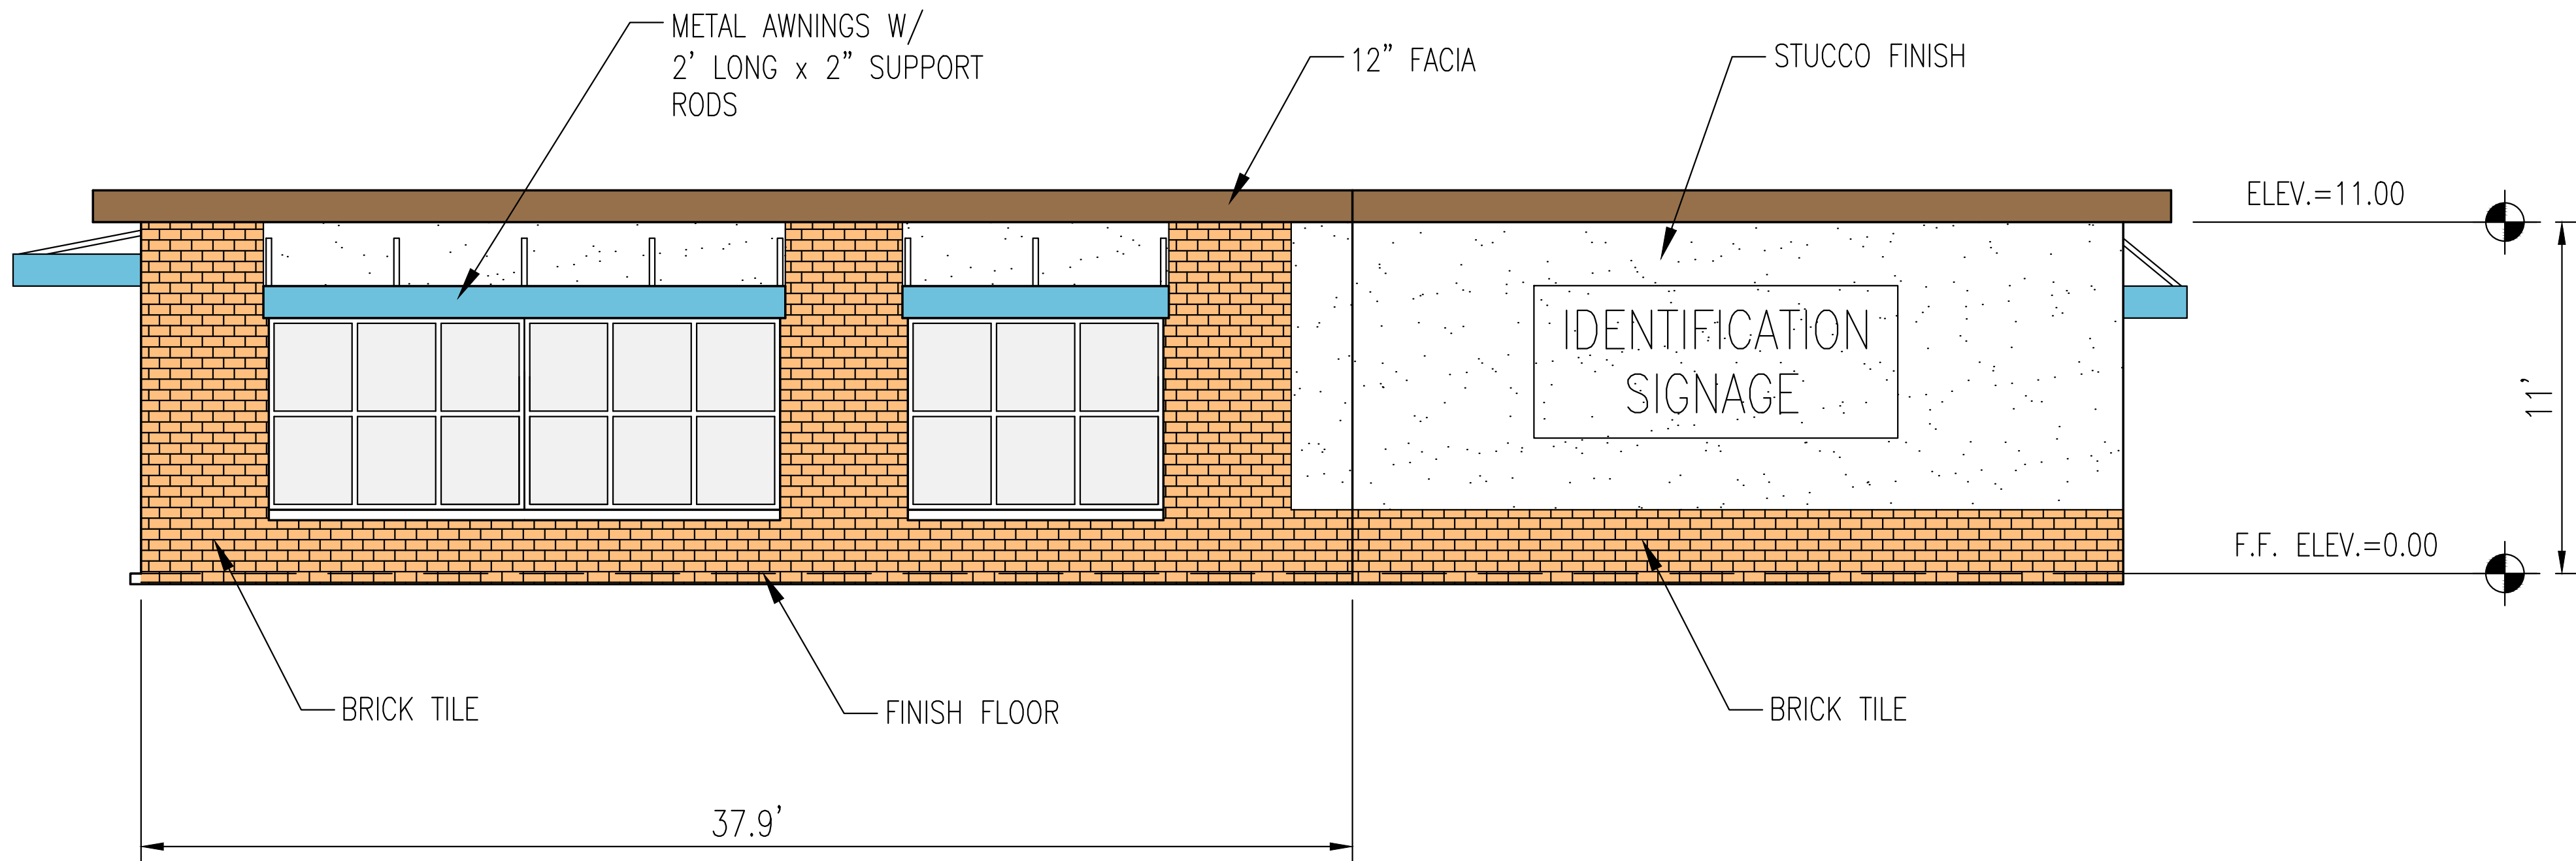 METAL AWNINGS W/
2' LONG x 2" SUPPORT
RODS
12" FACIA
STUCCO FINISH
ELEV.=11.00
IDENTIFICATION
SIGNAGE
11'
F.F. ELEV.=0.00
BRICK TILE
FINISH FLOOR
BRICK TILE
37.9'